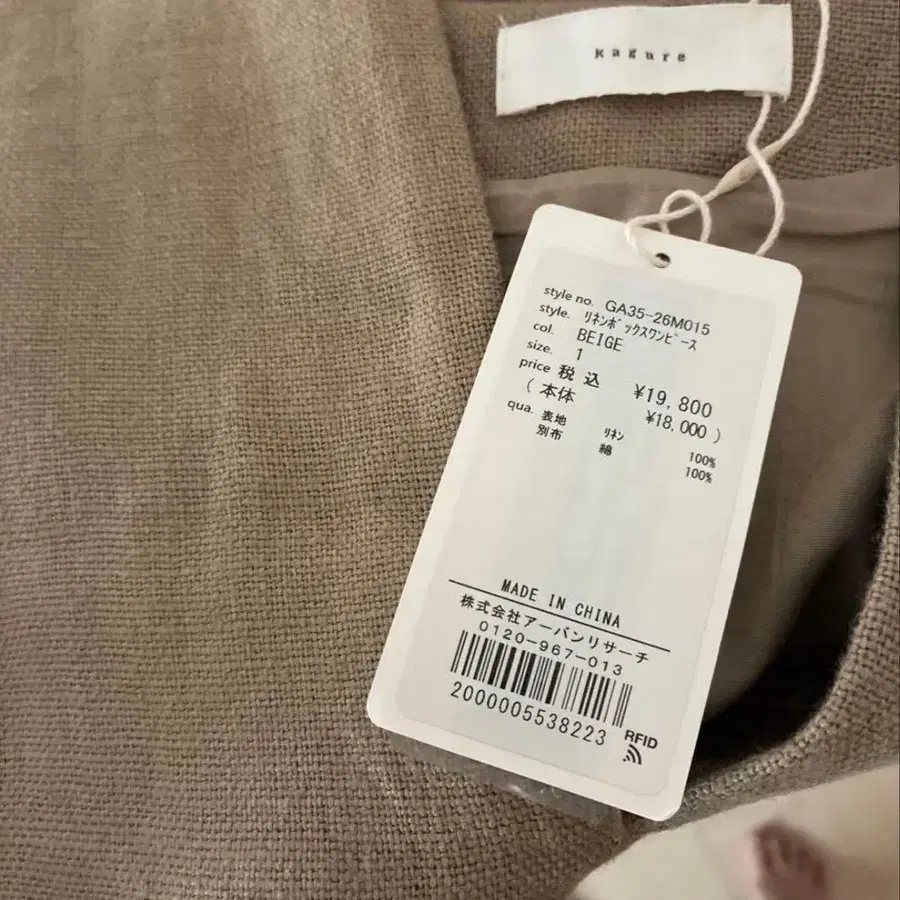 kagure
style no. GA35-26M015
style. ﾘﾈﾝﾎﾞｯｸｽﾜﾝﾋﾟｰｽ
col. BEIGE
size. 1
price 税込 ¥19,800
( 本体 ¥18,000 )
qua. 表地 ﾘﾈﾝ 100%
別布 綿 100%
MADE IN CHINA
株式会社アーバンリサーチ
0120-967-013
2000005538223
RFID